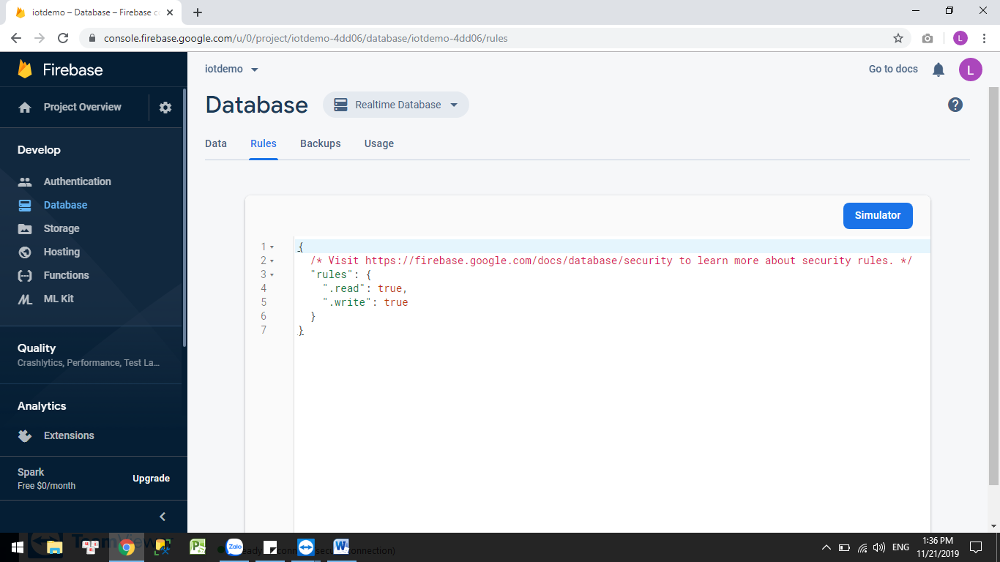 iotdemo – Database – Firebase c
console.firebase.google.com/u/0/project/iotdemo-4dd06/database/iotdemo-4dd06/rules
L
Firebase
iotdemo
Go to docs
L
Project Overview
Database
Realtime Database
Data
Rules
Backups
Usage
Develop
Authentication
Database
Storage
Hosting
Functions
ML Kit
Quality
Crashlytics, Performance, Test La...
Analytics
Extensions
Spark
Free $0/month
Upgrade
Simulator
1 {
2 /* Visit https://firebase.google.com/docs/database/security to learn more about security rules. */
3 "rules": {
4 ".read": true,
5 ".write": true
6 }
7 }
Zalo
ENG
1:36 PM
11/21/2019